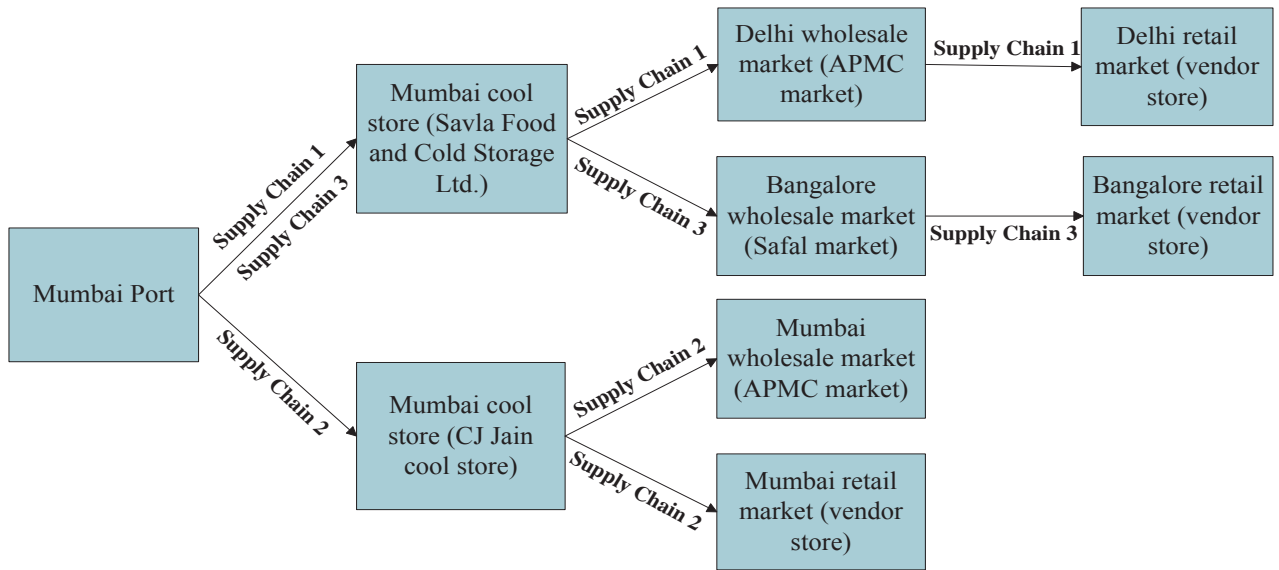 Mumbai Port
Supply Chain 1
Supply Chain 3
Supply Chain 2
Mumbai cool
store (Savla Food
and Cold Storage
Ltd.)
Mumbai cool
store (CJ Jain
cool store)
Supply Chain 1
Supply Chain 3
Supply Chain 2
Supply Chain 2
Delhi wholesale
market (APMC
market)
Supply Chain 1
Delhi retail
market (vendor
store)
Bangalore
wholesale market
(Safal market)
Supply Chain 3
Bangalore retail
market (vendor
store)
Mumbai
wholesale market
(APMC market)
Mumbai retail
market (vendor
store)